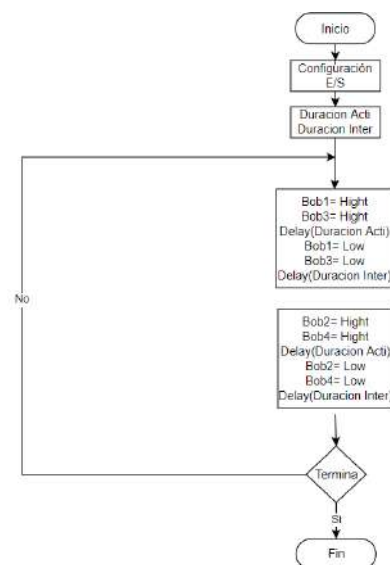 Inicio
Configuración
E/S
Duracion Acti
Duracion Inter
Bob1= Hight
Bob3= Hight
Delay(Duracion Acti)
Bob1= Low
Bob3= Low
Delay(Duracion Inter)
No
Bob2= Hight
Bob4= Hight
Delay(Duracion Acti)
Bob2= Low
Bob4= Low
Delay(Duracion Inter)
Termina
Si
Fin